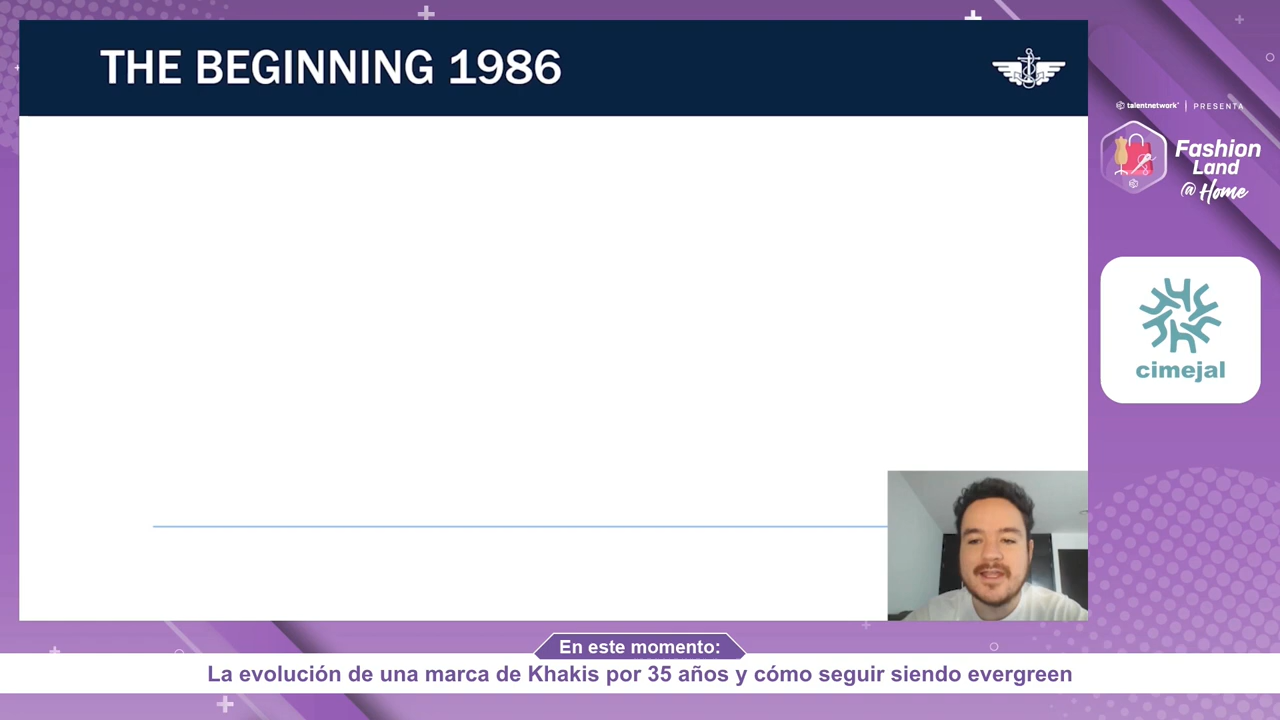 THE BEGINNING 1986
talentnetwork | PRESENTA
Fashion
Land
@ Home
cimejal
En este momento:
La evolución de una marca de Khakis por 35 años y cómo seguir siendo evergreen